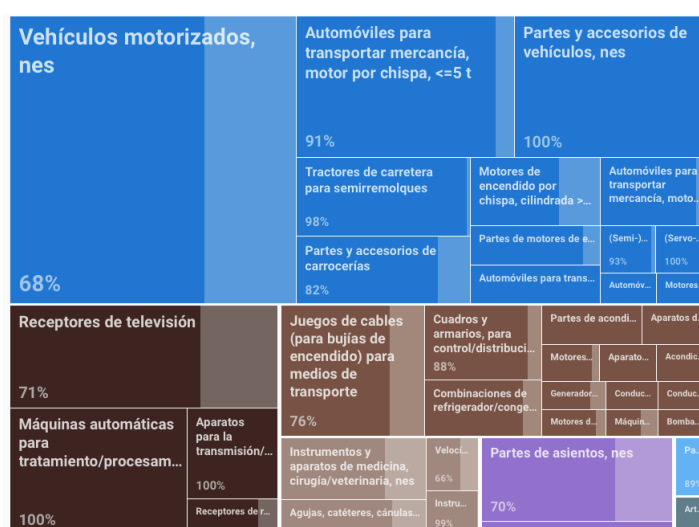 Vehículos motorizados,
nes
68%
Automóviles para
transportar mercancía,
motor por chispa, <=5 t
91%
Partes y accesorios de
vehículos, nes
100%
Tractores de carretera
para semirremolques
98%
Partes y accesorios de
carrocerías
82%
Motores de
encendido por
chispa, cilindrada >...
Partes de motores de e...
Automóviles para trans...
Automóviles para
transportar
mercancía, moto...
(Semi-)...
93%
(Servo-...
100%
Automóv...
Motores
Receptores de televisión
71%
Máquinas automáticas
para
tratamiento/procesam...
100%
Aparatos
para la
transmisión/...
100%
Receptores de r...
Juegos de cables
(para bujías de
encendido) para
medios de
transporte
76%
Cuadros y
armarios, para
control/distribuci...
88%
Combinaciones de
refrigerador/conge...
Partes de acondi...
Aparatos d...
Motores...
Aparato...
Acondic...
Generador...
Conduc...
Conduc...
Motores d...
Máquin...
Bomba...
Instrumentos y
aparatos de medicina,
cirugía/veterinaria, nes
Agujas, catéteres, cánulas...
Veloci...
66%
Instru...
99%
Partes de asientos, nes
70%
Pa...
89%
Art.